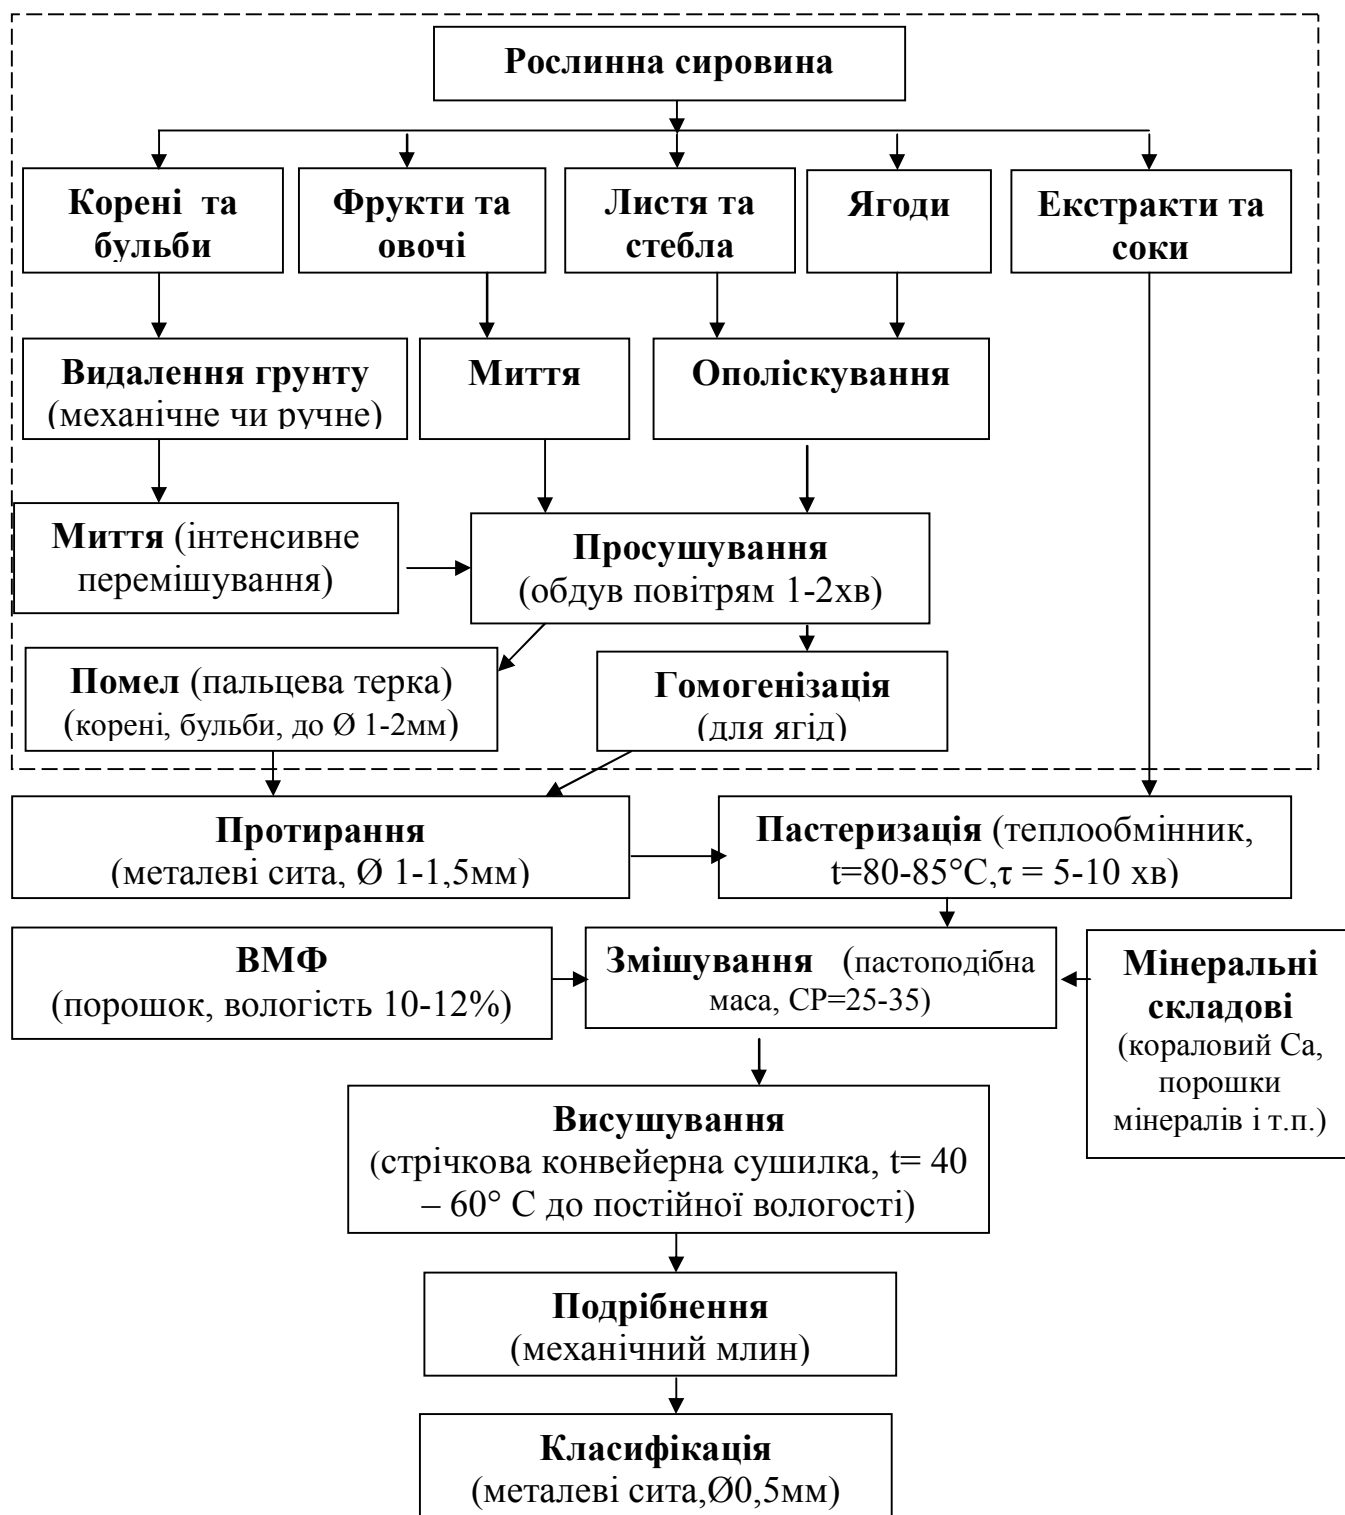 Рослинна сировина
Корені та
бульби
Фрукти та
овочі
Листя та
стебла
Ягоди
Екстракти та
соки
Видалення грунту
(механічне чи ручне)
Миття
Ополіскування
Миття (інтенсивне
перемішування)
Просушування
(обдув повітрям 1-2хв)
Помел (пальцева терка)
(корені, бульби, до Ø 1-2мм)
Гомогенізація
(для ягід)
Протирання
(металеві сита, Ø 1-1,5мм)
Пастеризація (теплообмінник,
t=80-85°С,τ = 5-10 хв)
ВМФ
(порошок, вологість 10-12%)
Змішування (пастоподібна
маса, СР=25-35)
Мінеральні
складові
(кораловий Са,
порошки
мінералів і т.п.)
Висушування
(стрічкова конвейерна сушилка, t= 40
– 60° С до постійної вологості)
Подрібнення
(механічний млин)
Класифікація
(металеві сита,Ø0,5мм)